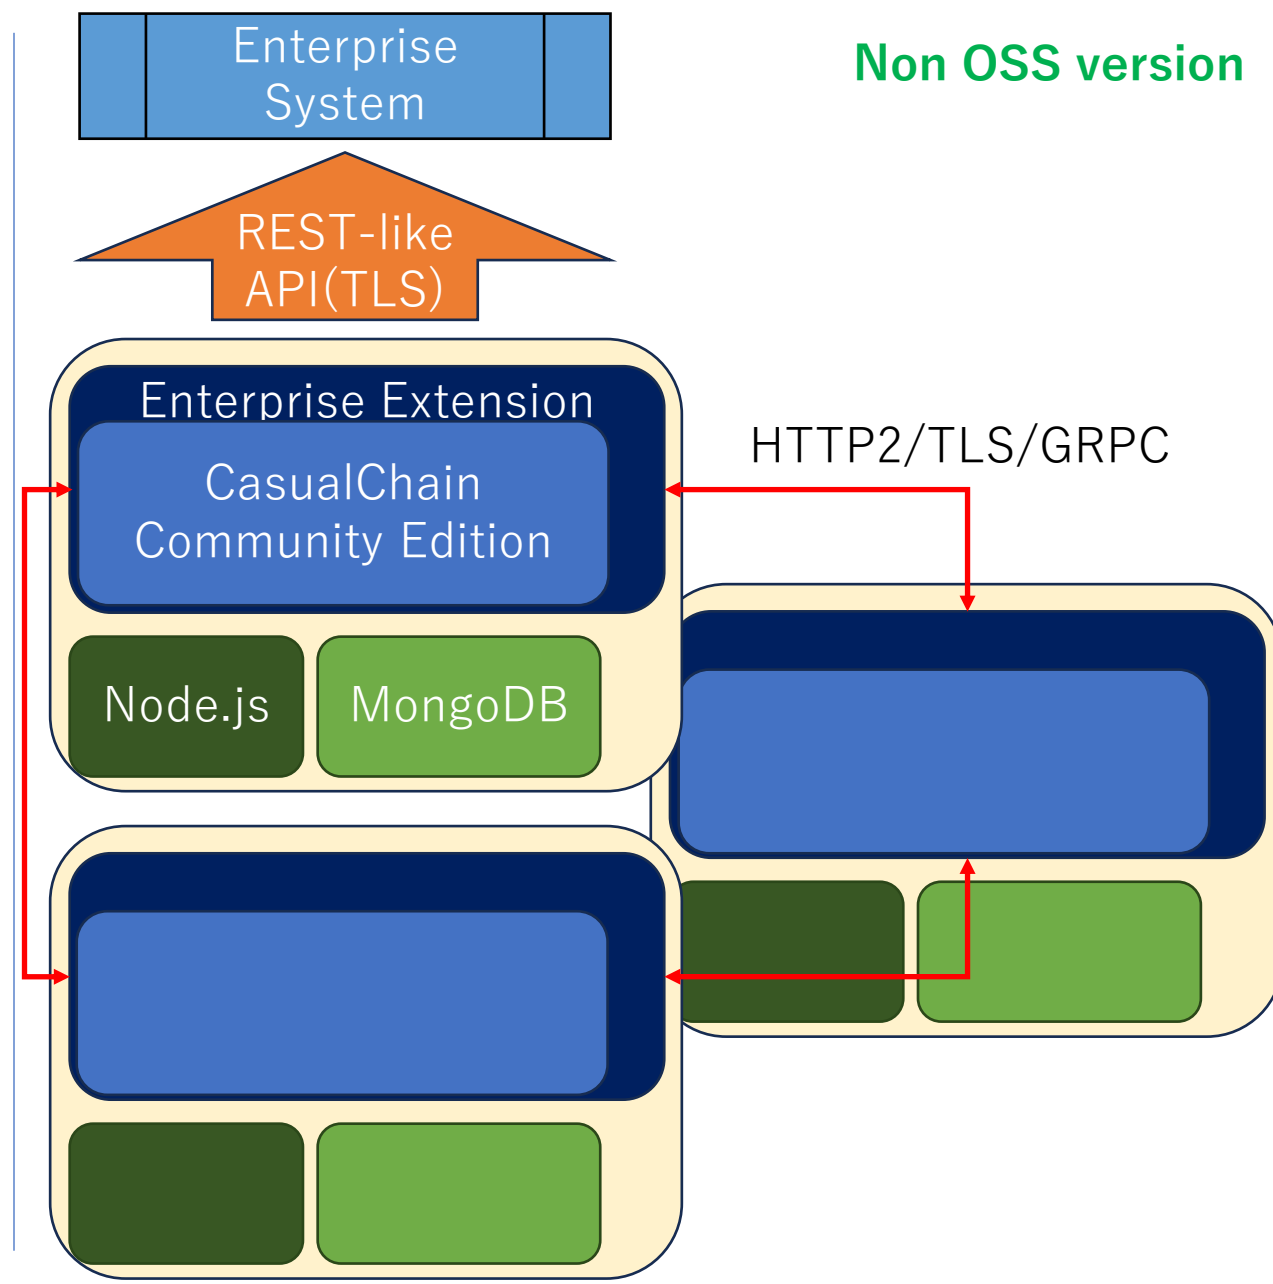 Enterprise
System
Non OSS version
REST-like
API(TLS)
Enterprise Extension
CasualChain
Community Edition
HTTP2/TLS/GRPC
Node.js
MongoDB